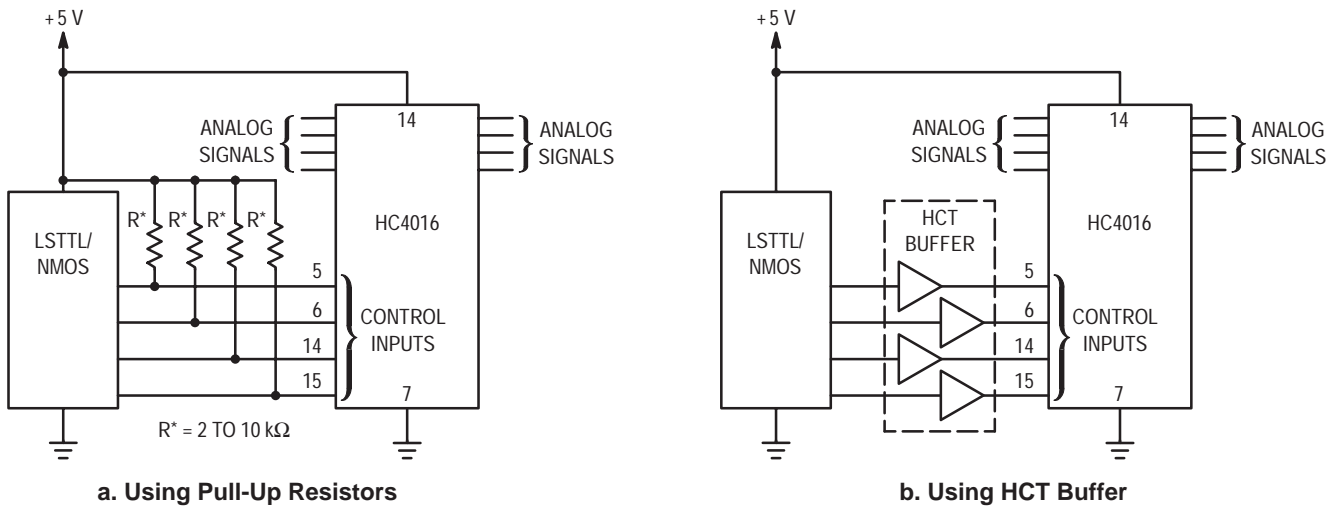 +5 V
ANALOG
SIGNALS
14
ANALOG
SIGNALS
LSTTL/
NMOS
R* R* R* R*
HC4016
5
6
14
15
CONTROL
INPUTS
7
R* = 2 TO 10 kΩ
a. Using Pull-Up Resistors
+5 V
ANALOG
SIGNALS
14
ANALOG
SIGNALS
LSTTL/
NMOS
HCT
BUFFER
HC4016
5
6
14
15
CONTROL
INPUTS
7
b. Using HCT Buffer